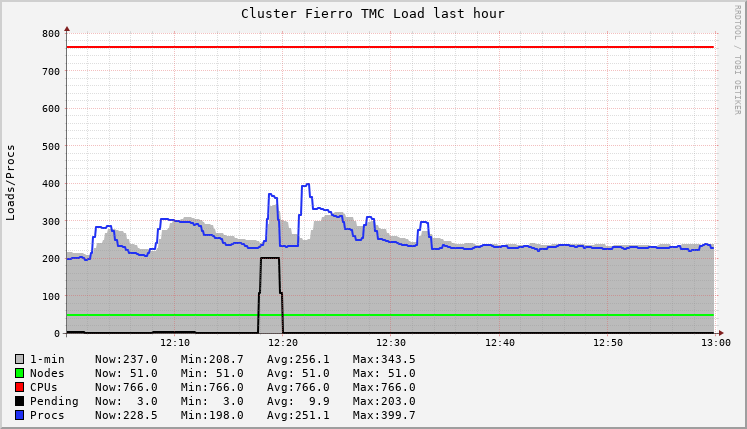 Cluster Fierro TMC Load last hour
RRDTOOL / TOBI OETIKER
Loads/Procs
800
700
600
500
400
300
200
100
0
12:10 12:20 12:30 12:40 12:50 13:00
1-min Now:237.0 Min:208.7 Avg:256.1 Max:343.5
Nodes Now: 51.0 Min: 51.0 Avg: 51.0 Max: 51.0
CPUs Now:766.0 Min:766.0 Avg:766.0 Max:766.0
Pending Now: 3.0 Min: 3.0 Avg: 9.9 Max:203.0
Procs Now:228.5 Min:198.0 Avg:251.1 Max:399.7